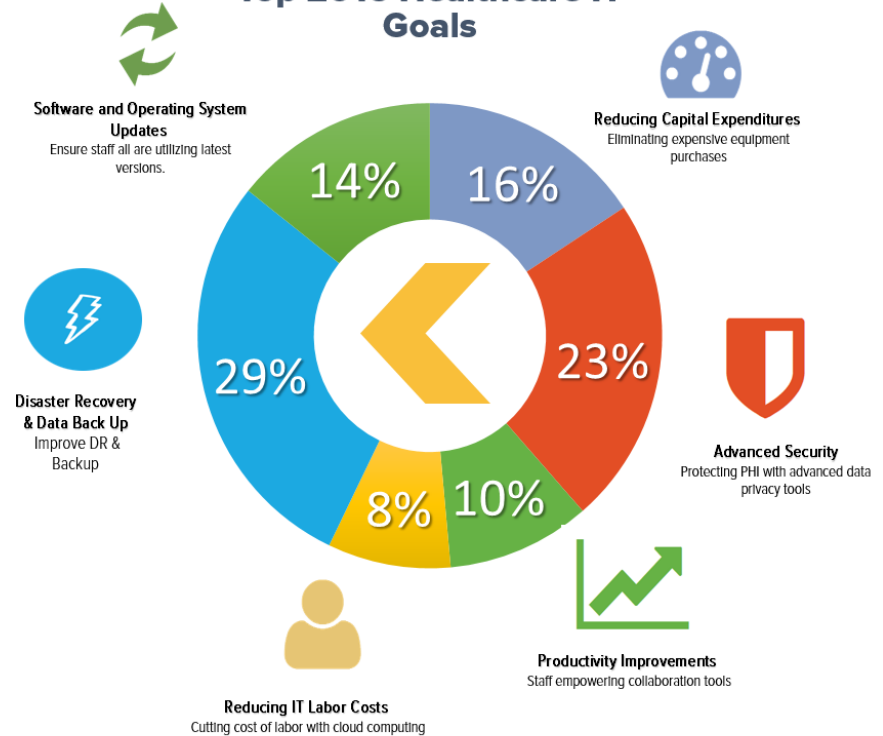 Goals
Software and Operating System
Updates
Ensure staff all are utilizing latest
versions.
Reducing Capital Expenditures
Eliminating expensive equipment
purchases
14%
16%
29%
23%
8%
10%
Disaster Recovery
& Data Back Up
Improve DR &
Backup
Advanced Security
Protecting PHI with advanced data
privacy tools
Productivity Improvements
Staff empowering collaboration tools
Reducing IT Labor Costs
Cutting cost of labor with cloud computing